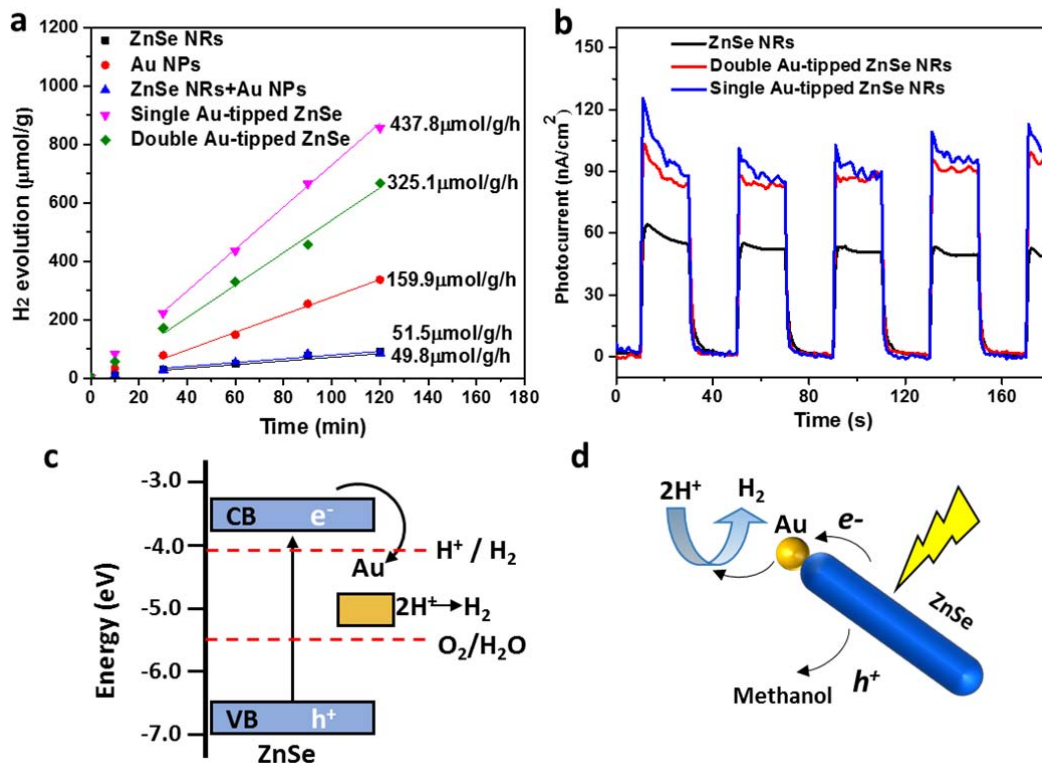 a
ZnSe NRs
Au NPs
ZnSe NRs+Au NPs
Single Au-tipped ZnSe
Double Au-tipped ZnSe
437.8μmol/g/h
325.1μmol/g/h
159.9μmol/g/h
51.5μmol/g/h
49.8μmol/g/h
H2 evolution (μmol/g)
1200
1000
800
600
400
200
0
0 20 40 60 80 100 120 140 160 180
Time (min)
b
ZnSe NRs
Double Au-tipped ZnSe NRs
Single Au-tipped ZnSe NRs
Photocurrent (nA/cm²)
150
120
90
60
30
0
0 40 80 120 160
Time (s)
c
Energy (eV)
-3.0
-4.0
-5.0
-6.0
-7.0
CB e⁻
H⁺ / H₂
Au
2H⁺ H₂
O₂/H₂O
VB h⁺
ZnSe
d
2H⁺ H₂
Au
e-
ZnSe
h⁺
Methanol